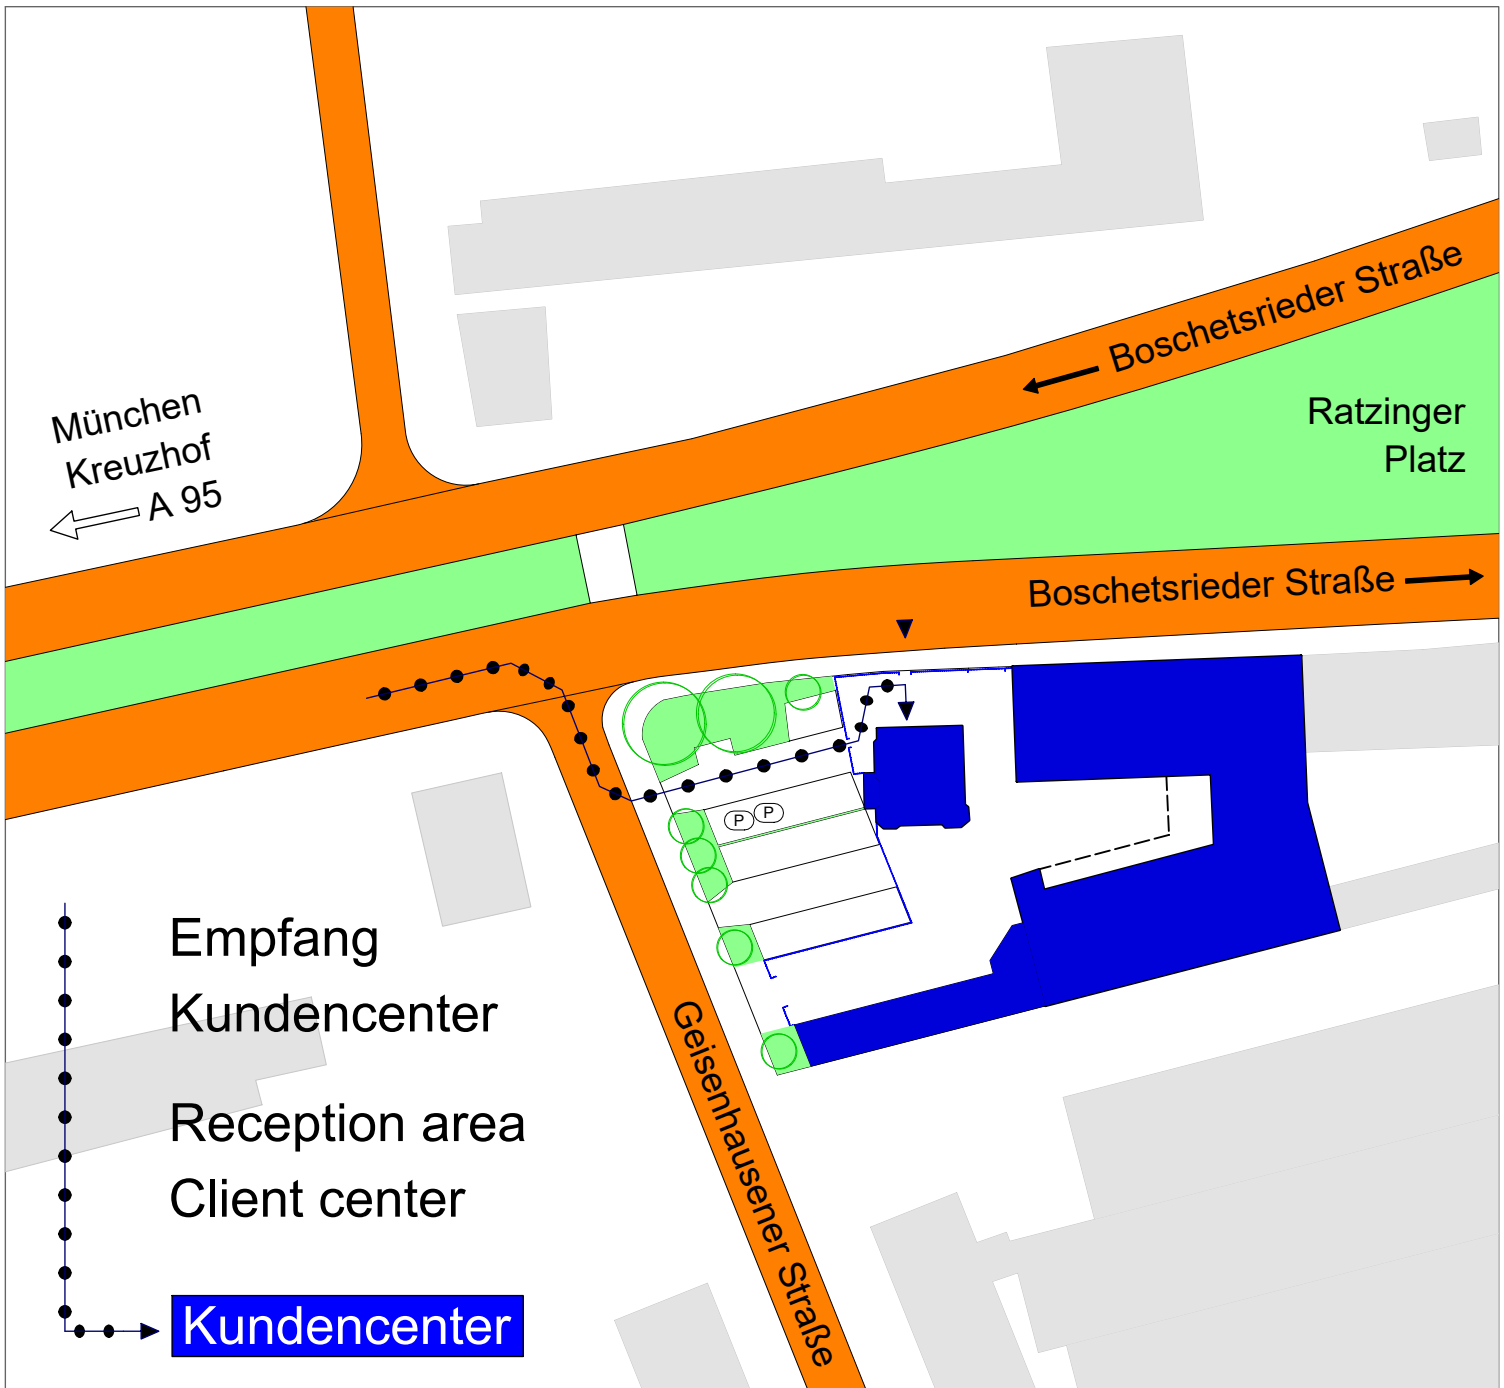 Boschetsrieder Straße
Ratzinger
Platz
München
Kreuzhof
A 95
Boschetsrieder Straße
P
P
Geisenhausener Straße
Empfang
Kundencenter
Reception area
Client center
Kundencenter